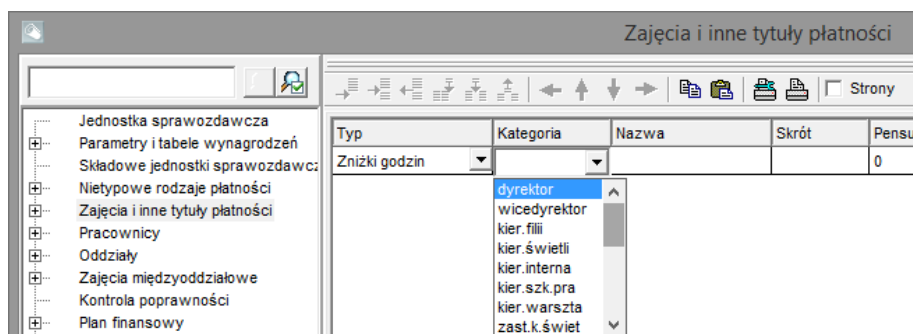 Zajęcia i inne tytuły płatności
Strony
Jednostka sprawozdawcza
Parametry i tabele wynagrodzeń
Składowe jednostki sprawozdawcz
Nietypowe rodzaje płatności
Zajęcia i inne tytuły płatności
Pracownicy
Oddziały
Zajęcia międzyoddziałowe
Kontrola poprawności
Plan finansowy
Typ Kategoria Nazwa Skrót Pensu
Zniżki godzin 0
dyrektor
wicedyrektor
kier.filii
kier.świetli
kier.interna
kier.szk.pra
kier.warszta
zast.k.świet